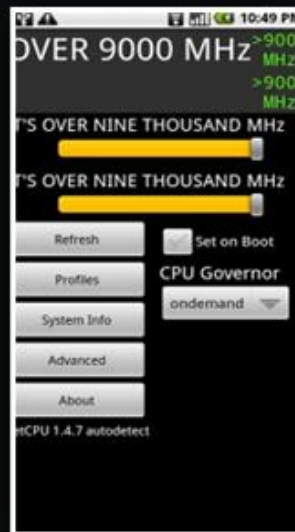 10:49 PM
OVER 9000 MHz
>900
MHz
>900
MHz
T'S OVER NINE THOUSAND MHz
T'S OVER NINE THOUSAND MHz
Refresh
Set on Boot
Profiles
CPU Governor
System Info
ondemand
Advanced
About
etCPU 1.4.7 autodetect